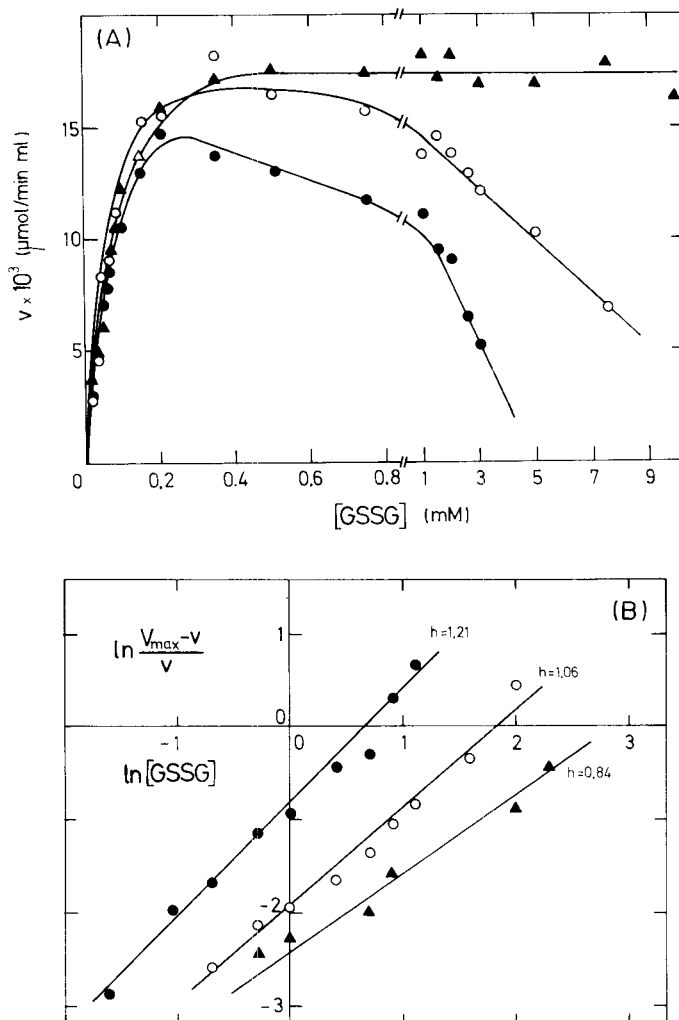 (A)
v × 10³ (μmol/min ml)
15
10
5
0
0.2
0.4
0.6
0.8
1
3
5
7
9
[GSSG] (mM)
(B)
ln (Vmax-v)/v
ln[GSSG]
h=1,21
h=1,06
h=0,84
1
0
-1
0
1
2
3
-2
-3